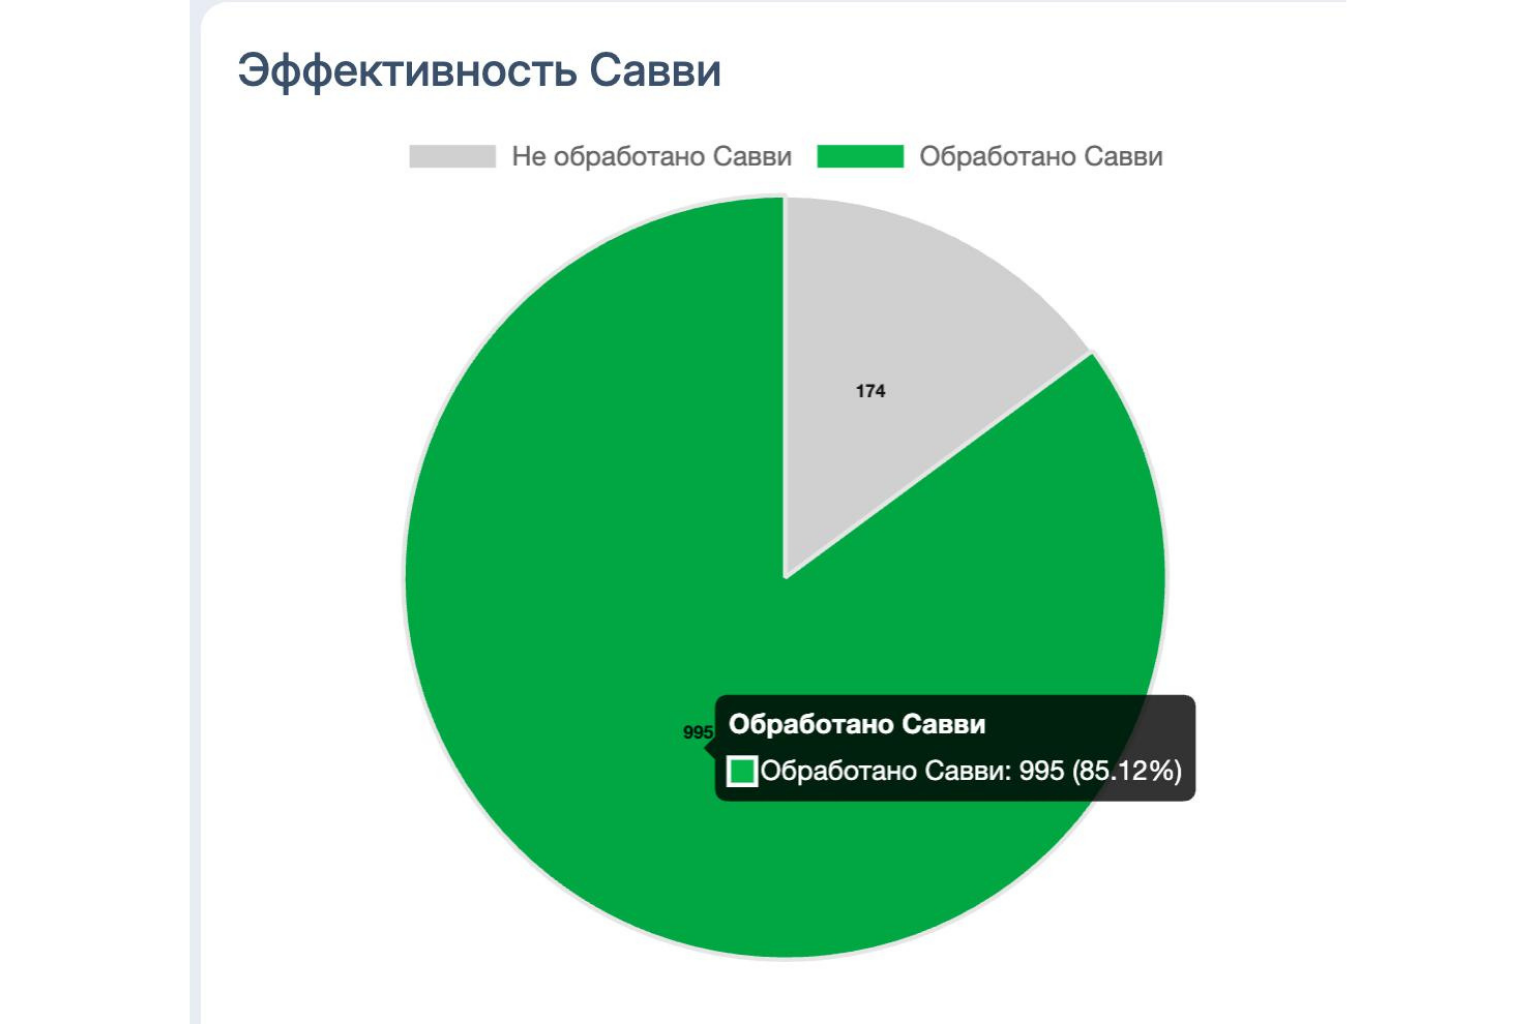 Эффективность Савви
Не обработано Савви
Обработано Савви
174
995
Обработано Савви
Обработано Савви: 995 (85.12%)